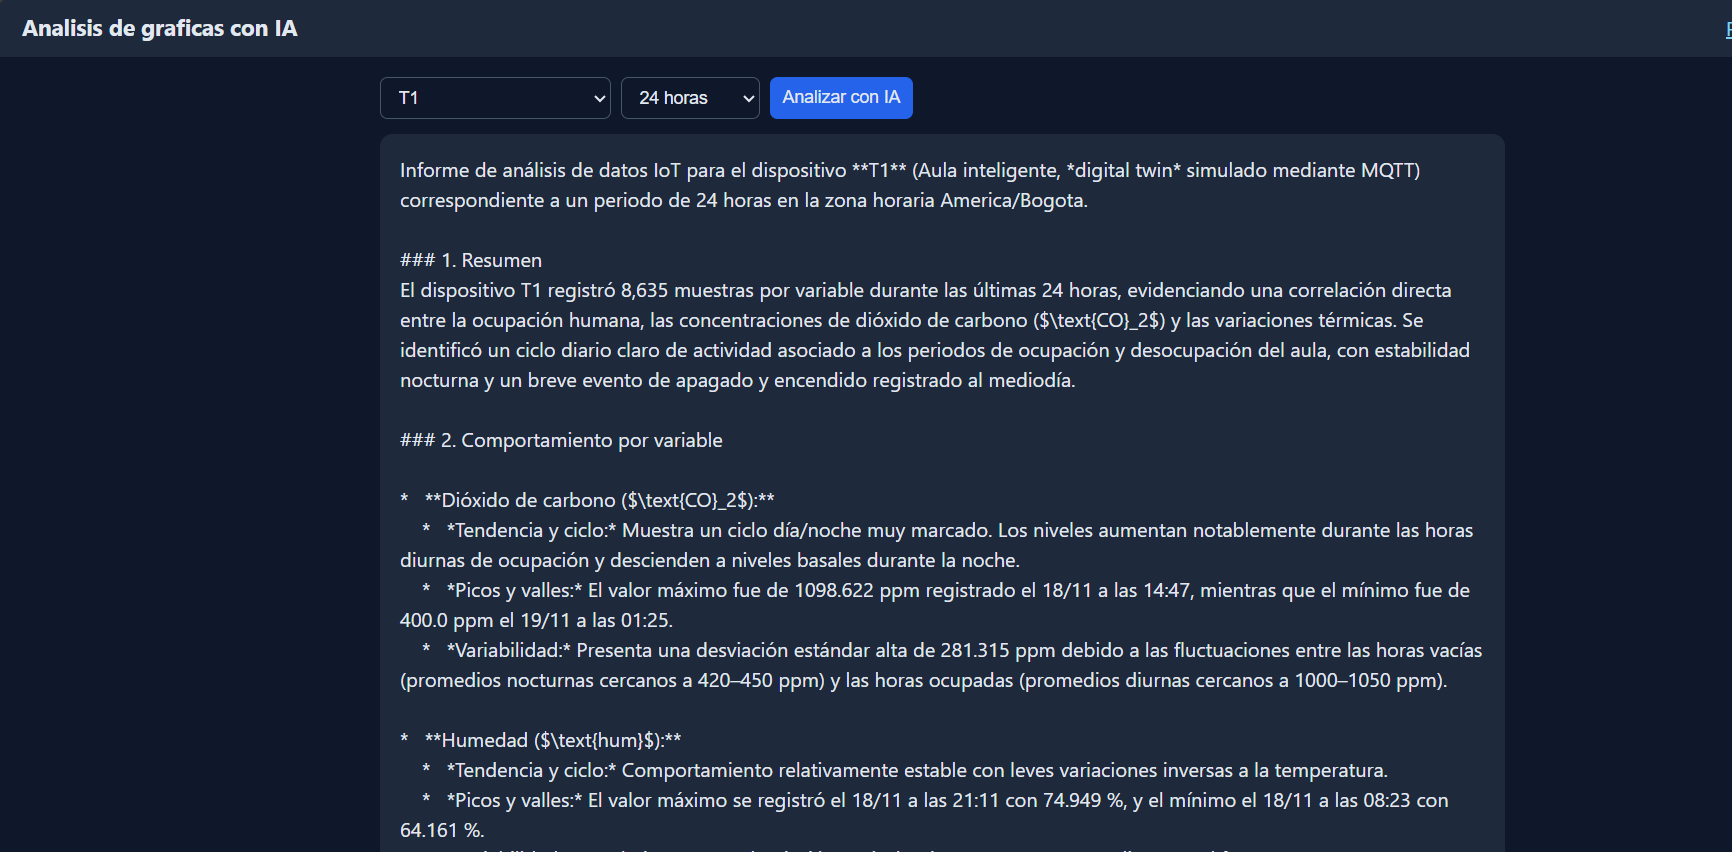 Analisis de graficas con IA
T1
24 horas
Analizar con IA
Informe de análisis de datos IoT para el dispositivo **T1** (Aula inteligente, *digital twin* simulado mediante MQTT)
correspondiente a un periodo de 24 horas en la zona horaria America/Bogota.
### 1. Resumen
El dispositivo T1 registró 8,635 muestras por variable durante las últimas 24 horas, evidenciando una correlación directa
entre la ocupación humana, las concentraciones de dióxido de carbono ($\text{CO}_2$) y las variaciones térmicas. Se
identificó un ciclo diario claro de actividad asociado a los periodos de ocupación y desocupación del aula, con estabilidad
nocturna y un breve evento de apagado y encendido registrado al mediodía.
### 2. Comportamiento por variable
* **Dióxido de carbono ($\text{CO}_2$):**
* *Tendencia y ciclo:* Muestra un ciclo día/noche muy marcado. Los niveles aumentan notablemente durante las horas
diurnas de ocupación y descienden a niveles basales durante la noche.
* *Picos y valles:* El valor máximo fue de 1098.622 ppm registrado el 18/11 a las 14:47, mientras que el mínimo fue de
400.0 ppm el 19/11 a las 01:25.
* *Variabilidad:* Presenta una desviación estándar alta de 281.315 ppm debido a las fluctuaciones entre las horas vacías
(promedios nocturnas cercanos a 420–450 ppm) y las horas ocupadas (promedios diurnas cercanos a 1000–1050 ppm).
* **Humedad ($\text{hum}$):**
* *Tendencia y ciclo:* Comportamiento relativamente estable con leves variaciones inversas a la temperatura.
* *Picos y valles:* El valor máximo se registró el 18/11 a las 21:11 con 74.949 %, y el mínimo el 18/11 a las 08:23 con
64.161 %.